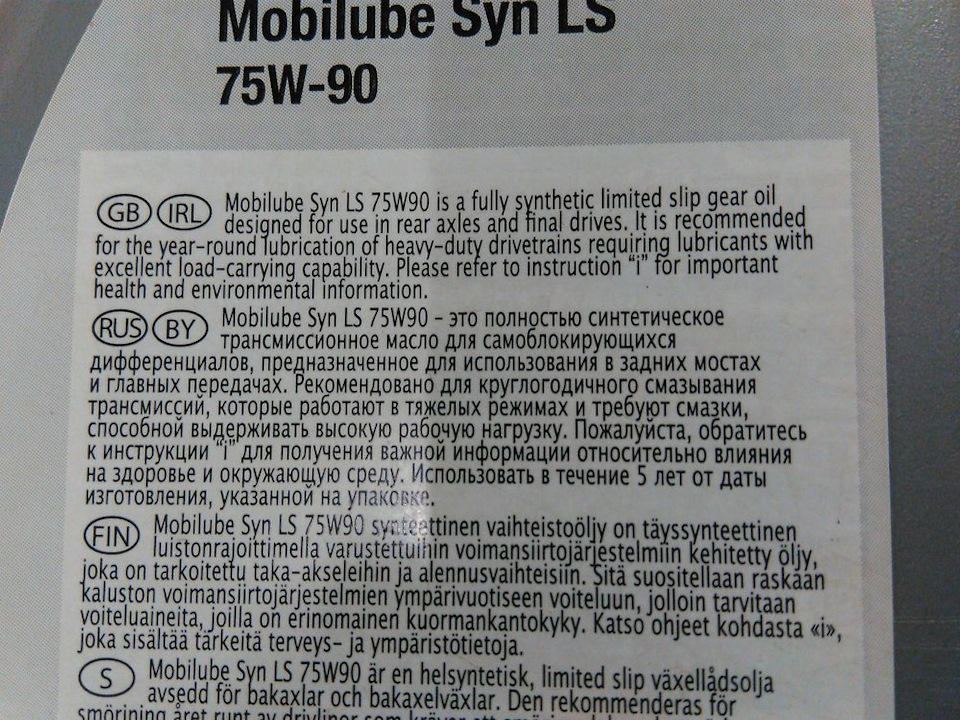 Mobilube Syn LS
75W-90
GB IRL Mobilube Syn LS 75W90 is a fully synthetic limited slip gear oil
designed for use in rear axles and final drives. It is recommended
for the year-round lubrication of heavy-duty drivetrains requiring lubricants with
excellent load-carrying capability. Please refer to instruction “i” for important
health and environmental information.
RUS BY Mobilube Syn LS 75W90 - это полностью синтетическое
трансмиссионное масло для самоблокирующихся
дифференциалов, предназначенное для использования в задних мостах
и главных передачах. Рекомендовано для круглогодичного смазывания
трансмиссий, которые работают в тяжелых режимах и требуют смазки,
способной выдерживать высокую рабочую нагрузку. Пожалуйста, обратитесь
к инструкции “i” для получения важной информации относительно влияния
на здоровье и окружающую среду. Использовать в течение 5 лет от даты
изготовления, указанной на упаковке.
FIN Mobilube Syn LS 75W90 synteettinen vaihteistoöljy on täyssynteettinen
luistonrajoittimella varustettuihin voimansiirtojärjestelmiin kehitetty öljy,
joka on tarkoitettu taka-akseleihin ja alennusvaihteisiin. Sitä suositellaan raskaan
kaluston voimansiirtojärjestelmien ympärivuotiseen voiteluun, jolloin tarvitaan
voiteluaineita, joilla on erinomainen kuormankantokyky. Katso ohjeet kohdasta «i»,
joka sisältää tärkeitä terveys- ja ympäristötietoja.
S Mobilube Syn LS 75W90 är en helsyntetisk, limited slip växellådsolja
avsedd för bakaxlar och bakaxelväxlar. Den rekommenderas för
smörjning året runt av drivlinor som kräver ett